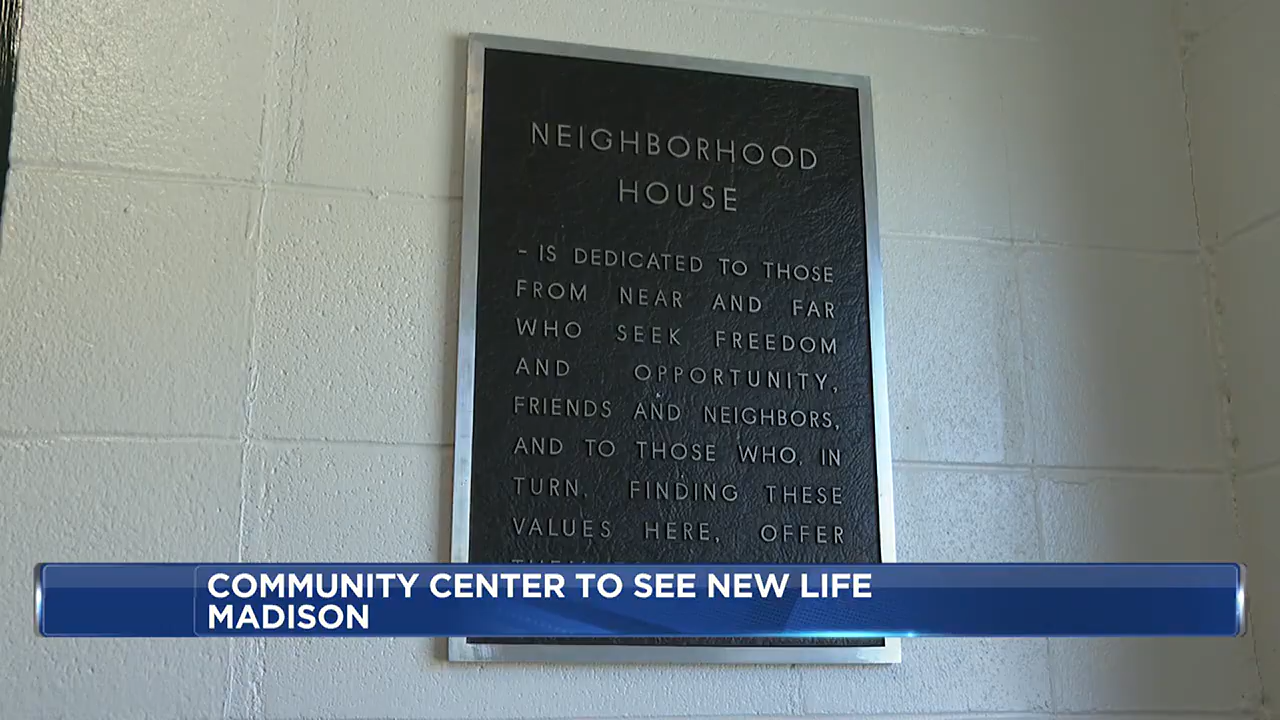 NEIGHBORHOOD
HOUSE
- IS DEDICATED TO THOSE
FROM NEAR AND FAR
WHO SEEK FREEDOM
AND OPPORTUNITY,
FRIENDS AND NEIGHBORS,
AND TO THOSE WHO, IN
TURN, FINDING THESE
VALUES HERE, OFFER
COMMUNITY CENTER TO SEE NEW LIFE
MADISON